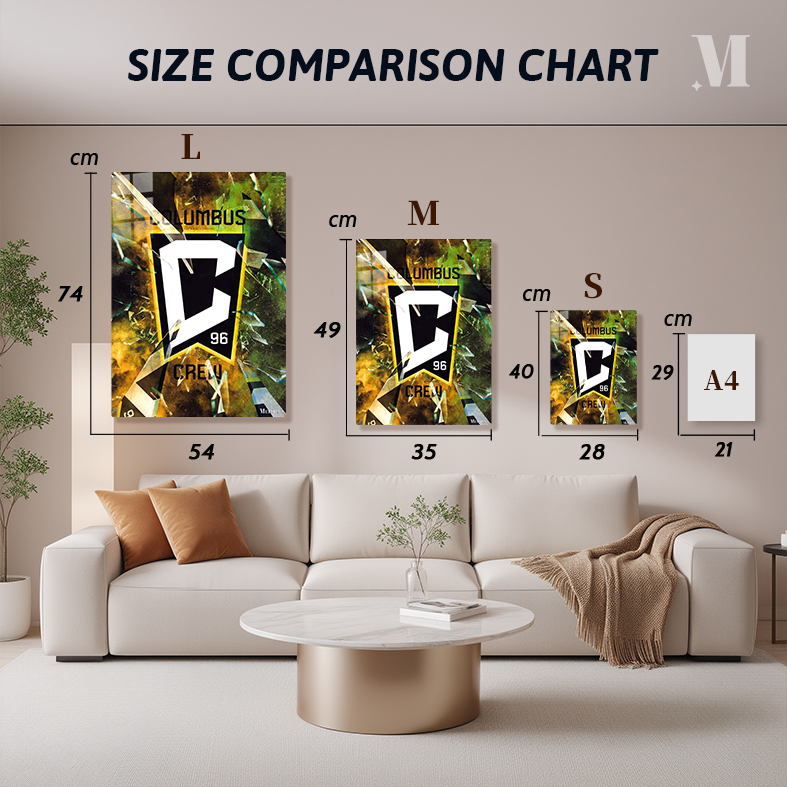 SIZE COMPARISON CHART
M
cm
L
74
54
COLUMBUS
96
CREW
cm
M
49
35
COLUMBUS
96
CREW
cm
S
40
28
COLUMBUS
96
CREW
cm
29
A4
21